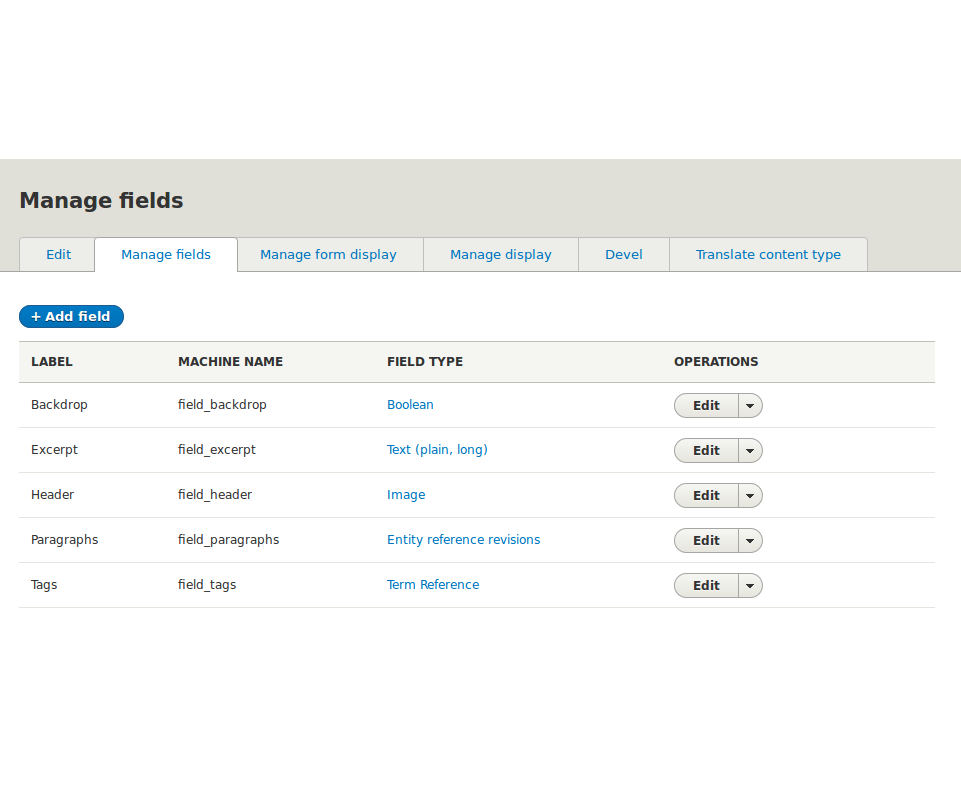 Manage fields
Edit Manage fields Manage form display Manage display Devel Translate content type
+ Add field
LABEL MACHINE NAME FIELD TYPE OPERATIONS
Backdrop field_backdrop Boolean Edit
Excerpt field_excerpt Text (plain, long) Edit
Header field_header Image Edit
Paragraphs field_paragraphs Entity reference revisions Edit
Tags field_tags Term Reference Edit